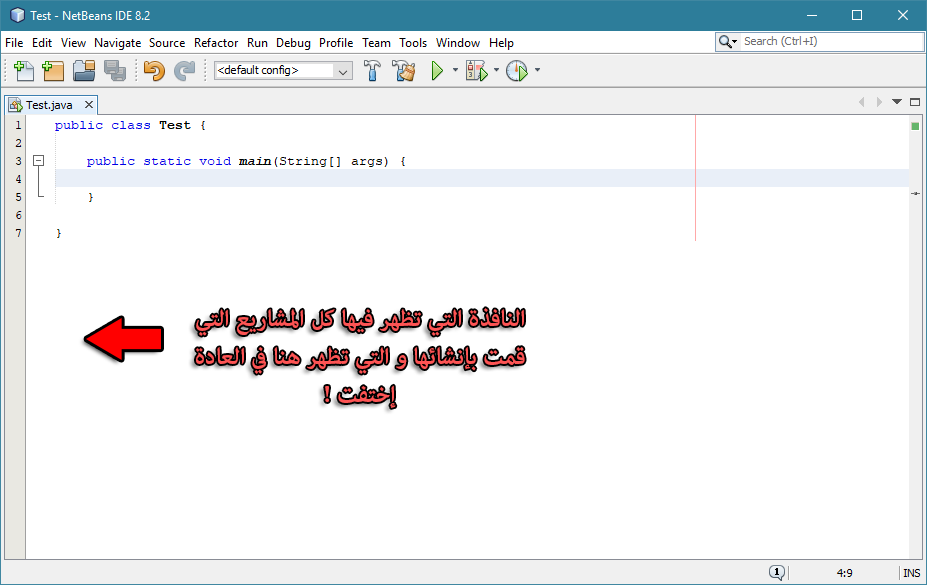 Test - NetBeans IDE 8.2
File Edit View Navigate Source Refactor Run Debug Profile Team Tools Window Help
Search (Ctrl+I)
<default config>
Test.java
1 public class Test {
2
3 public static void main(String[] args) {
4
5 }
6
7 }
النافذة التي تظهر فيها كل المشاريع التي
قمت بإنشائها و التي تظهر هنا في العادة
إختفت !
1
4:9
INS